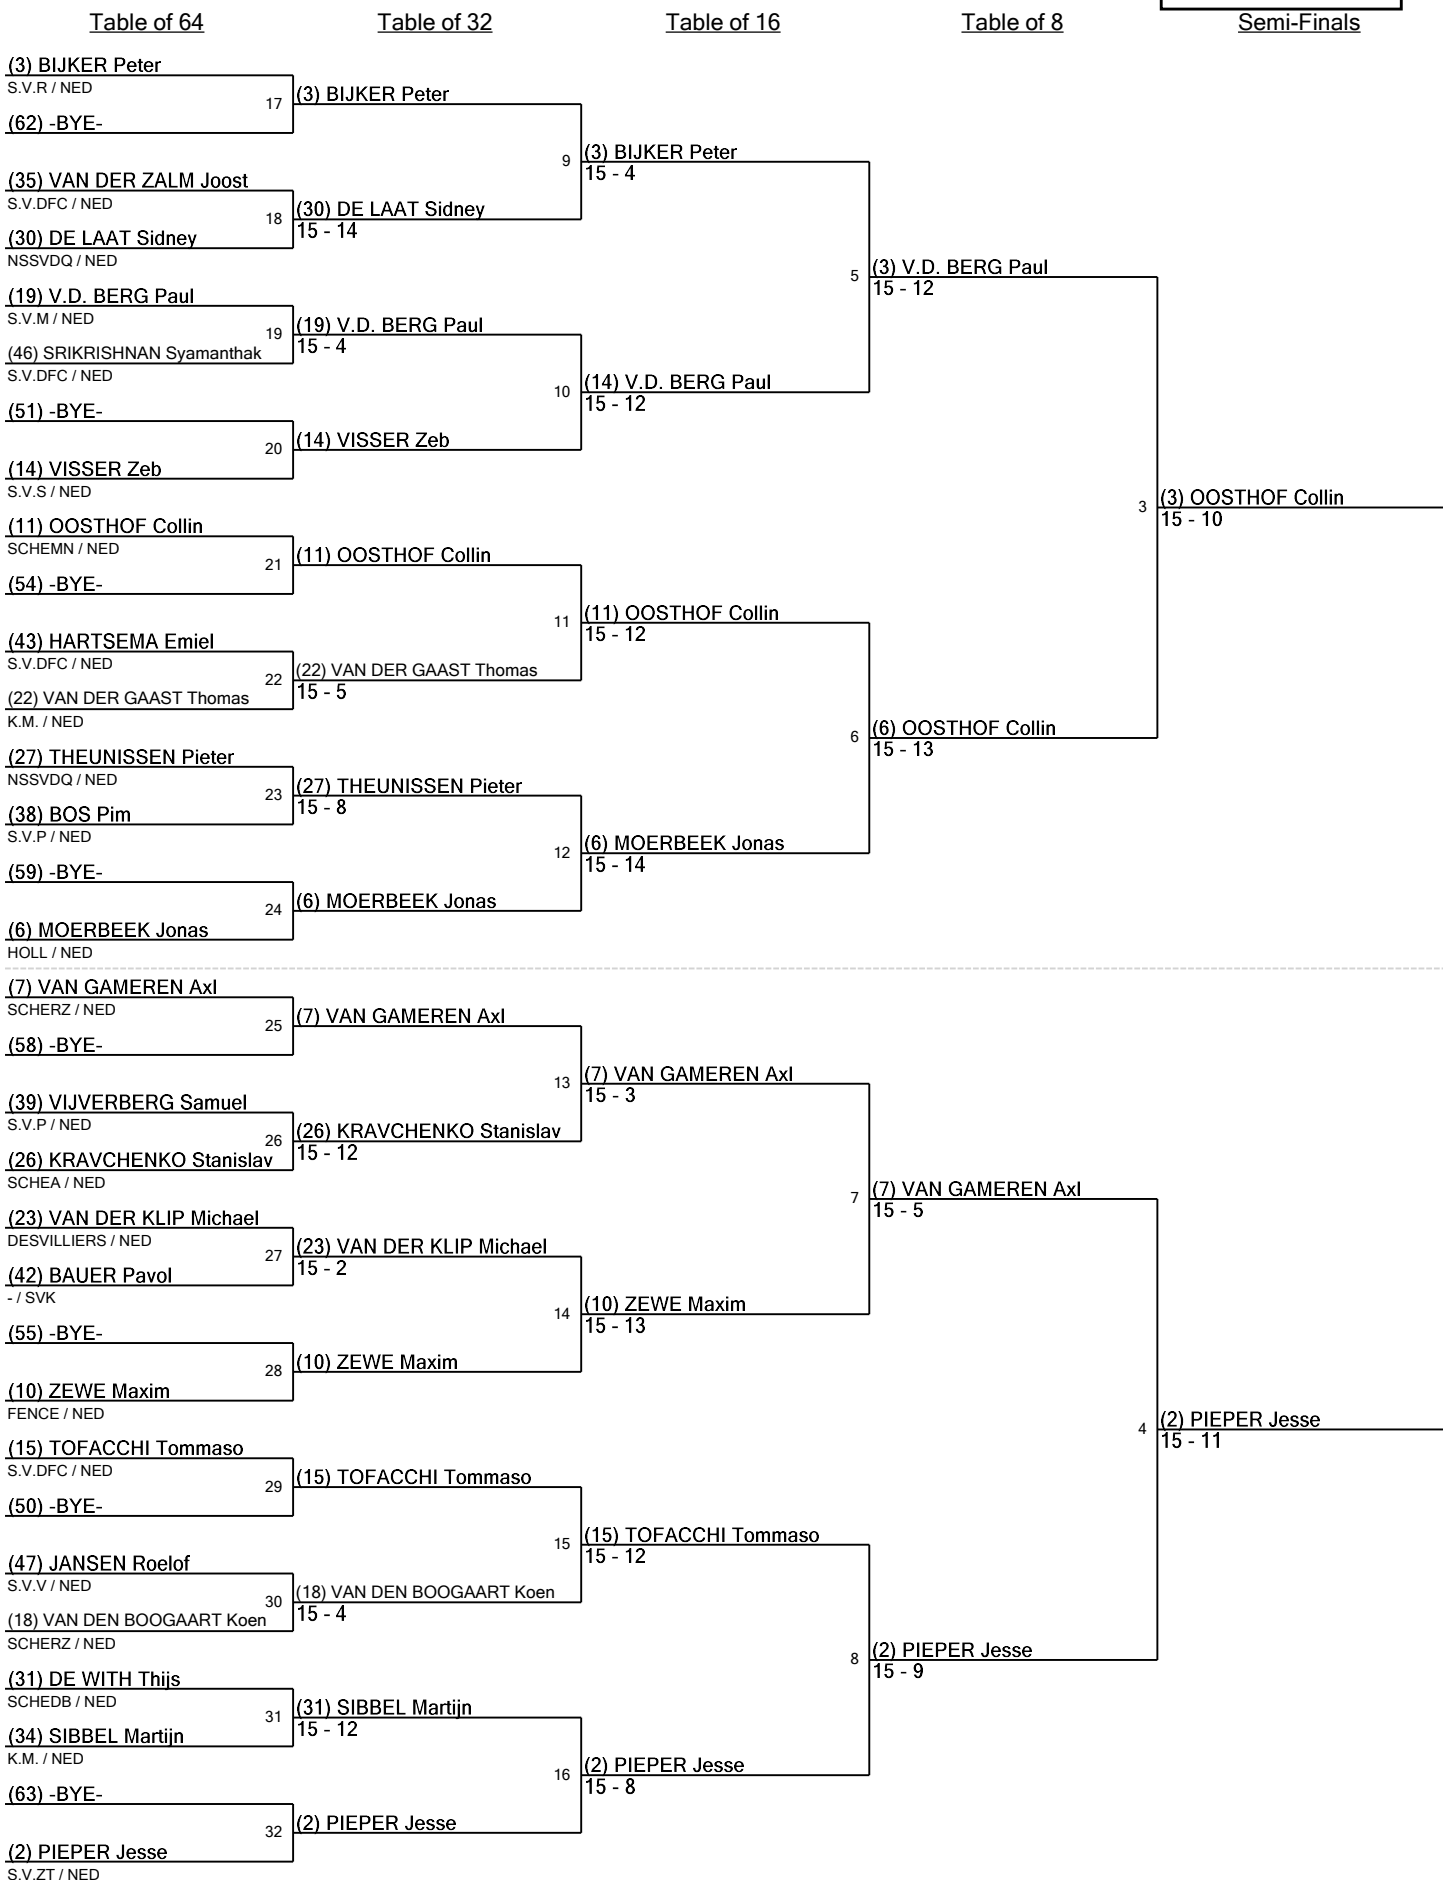 Table of 64
Table of 32
Table of 16
Table of 8
Semi-Finals
(3) BIJKER Peter
S.V.R / NED
17
(62) -BYE-
(35) VAN DER ZALM Joost
S.V.DFC / NED
18
(30) DE LAAT Sidney
NSSVDQ / NED
(19) V.D. BERG Paul
S.V.M / NED
19
(46) SRIKRISHNAN Syamanthak
S.V.DFC / NED
(51) -BYE-
20
(14) VISSER Zeb
S.V.S / NED
(11) OOSTHOF Collin
SCHEMN / NED
21
(54) -BYE-
(43) HARTSEMA Emiel
S.V.DFC / NED
22
(22) VAN DER GAAST Thomas
K.M. / NED
(27) THEUNISSEN Pieter
NSSVDQ / NED
23
(38) BOS Pim
S.V.P / NED
(59) -BYE-
24
(6) MOERBEEK Jonas
HOLL / NED
(7) VAN GAMEREN Axl
SCHERZ / NED
25
(58) -BYE-
(39) VIJVERBERG Samuel
S.V.P / NED
26
(26) KRAVCHENKO Stanislav
SCHEA / NED
(23) VAN DER KLIP Michael
DESVILLIERS / NED
27
(42) BAUER Pavol
- / SVK
(55) -BYE-
28
(10) ZEWE Maxim
FENCE / NED
(15) TOFACCHI Tommaso
S.V.DFC / NED
29
(50) -BYE-
(47) JANSEN Roelof
S.V.V / NED
30
(18) VAN DEN BOOGAART Koen
SCHERZ / NED
(31) DE WITH Thijs
SCHEDB / NED
31
(34) SIBBEL Martijn
K.M. / NED
(63) -BYE-
32
(2) PIEPER Jesse
S.V.ZT / NED
(3) BIJKER Peter
9
(30) DE LAAT Sidney
15 - 14
(19) V.D. BERG Paul
15 - 4
10
(14) VISSER Zeb
(11) OOSTHOF Collin
11
(22) VAN DER GAAST Thomas
15 - 5
(27) THEUNISSEN Pieter
15 - 8
12
(6) MOERBEEK Jonas
(7) VAN GAMEREN Axl
13
(26) KRAVCHENKO Stanislav
15 - 12
(23) VAN DER KLIP Michael
15 - 2
14
(10) ZEWE Maxim
(15) TOFACCHI Tommaso
15
(18) VAN DEN BOOGAART Koen
15 - 4
(31) SIBBEL Martijn
15 - 12
16
(2) PIEPER Jesse
(3) BIJKER Peter
15 - 4
5
(14) V.D. BERG Paul
15 - 12
(11) OOSTHOF Collin
15 - 12
6
(6) MOERBEEK Jonas
15 - 14
(7) VAN GAMEREN Axl
15 - 3
7
(10) ZEWE Maxim
15 - 13
(15) TOFACCHI Tommaso
15 - 12
8
(2) PIEPER Jesse
15 - 8
(3) V.D. BERG Paul
15 - 12
3
(6) OOSTHOF Collin
15 - 13
(7) VAN GAMEREN Axl
15 - 5
4
(2) PIEPER Jesse
15 - 9
(3) OOSTHOF Collin
15 - 10
(2) PIEPER Jesse
15 - 11